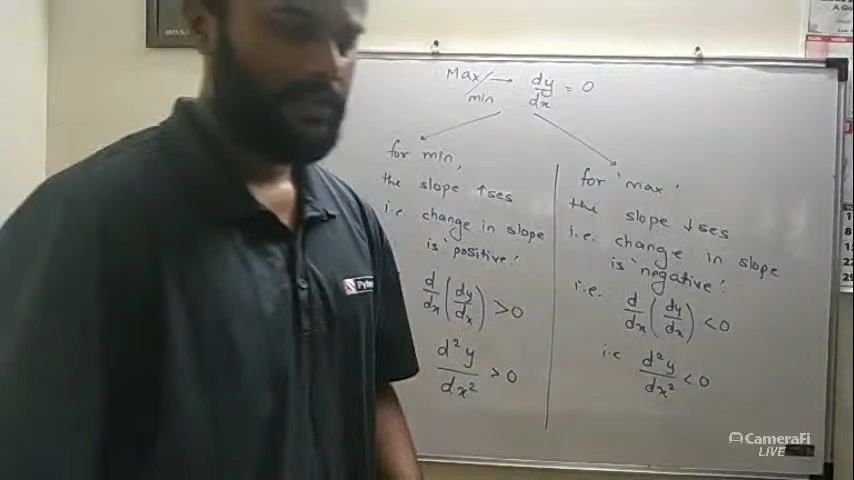 Max/min → dy/dx = 0
for min,
the slope ↑ses
i.e. change in slope
is 'positive'
d/dx (dy/dx) > 0
d²y/dx² > 0
for 'max'
the slope ↓ses
i.e. change in slope
is 'negative'
i.e. d/dx (dy/dx) < 0
i.e d²y/dx² < 0
CameraFi
LIVE